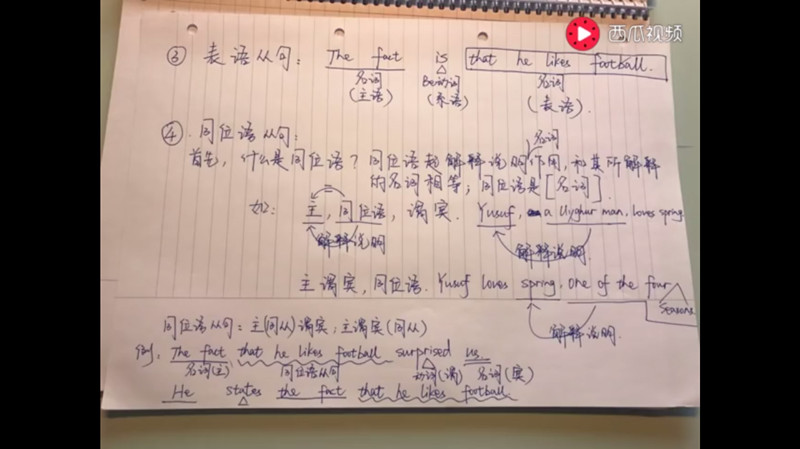 西瓜视频
③ 表语从句: The fact is that he likes football.
名词 Be动词 名词
(主语) (系语) (表语).
④. 同位语从句:
名词
首先, 什么是同位语? 同位语起解释说明作用, 和其所解释
的名词相等; 同位语是[名词].
如: 主, 同位语, 谓宾. Yusuf, a Uyghur man, loves spring.
解释说明 解释说明.
主谓宾, 同位语. Yusuf loves spring, one of the four
seasons
解释说明.
同位语从句: 主(同从)谓宾; 主谓宾(同从)
例, The fact that he likes football surprised us.
名词(主) 同位语从句 动词(谓) 名词(宾)
He states the fact that he likes football.